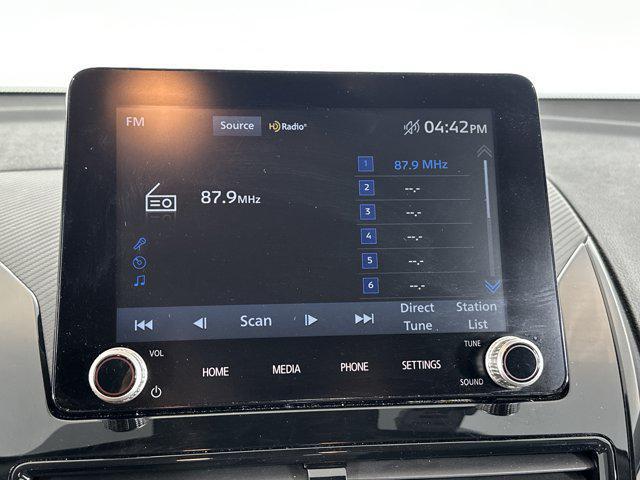 FM Source HD Radio® 04:42PM
1 87.9 MHz
87.9MHz
2 --.-
3 --.-
4 --.-
5 --.-
6 --.-
Scan Direct Tune Station List
VOL TUNE
HOME MEDIA PHONE SETTINGS
SOUND